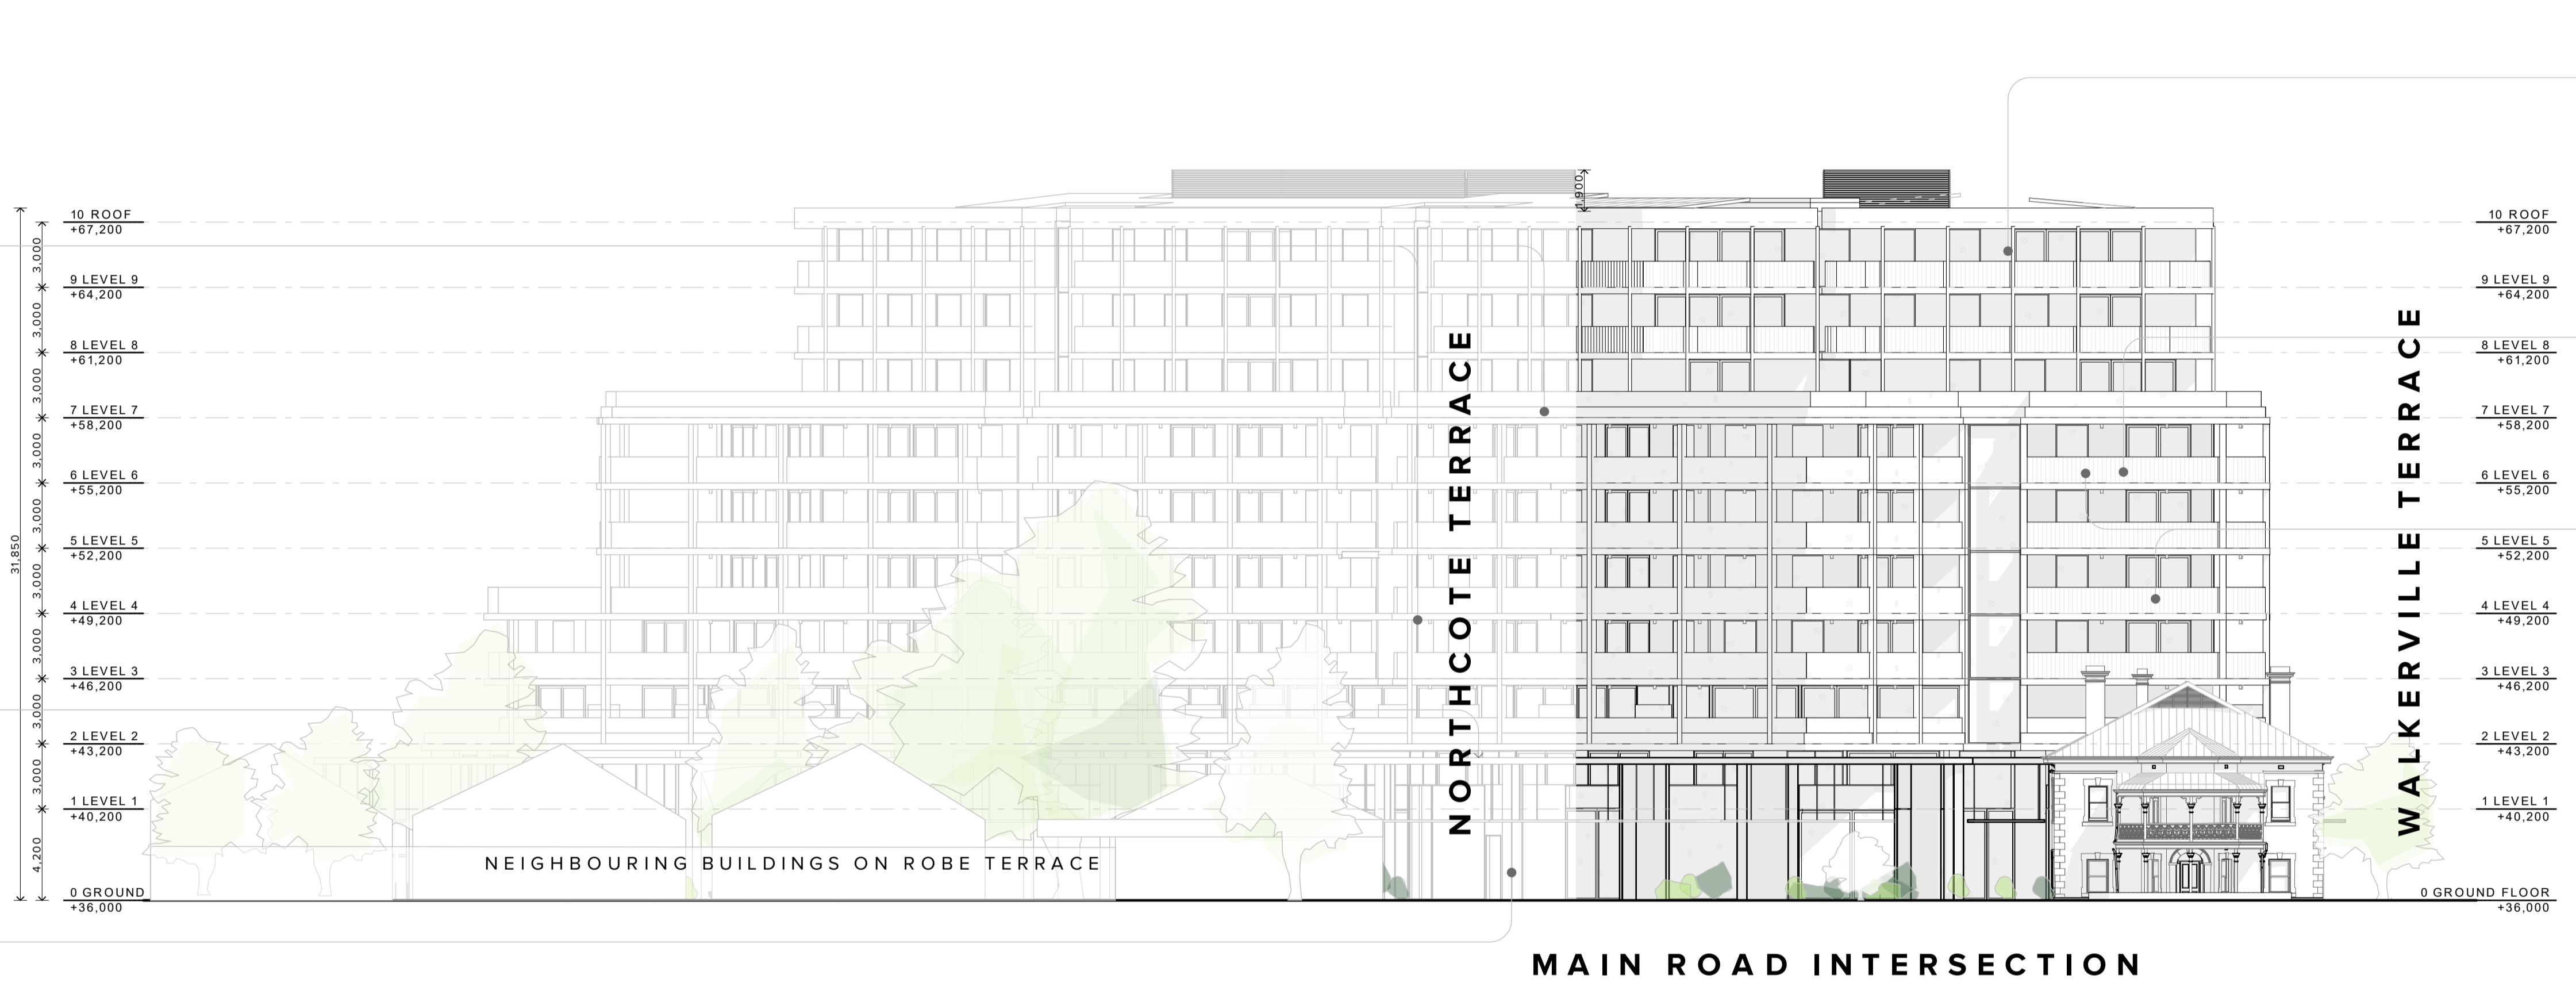 1,900
10 ROOF
+67,200
3,000
9 LEVEL 9
+64,200
3,000
8 LEVEL 8
+61,200
3,000
7 LEVEL 7
+58,200
3,000
6 LEVEL 6
+55,200
3,000
5 LEVEL 5
+52,200
31,850
3,000
4 LEVEL 4
+49,200
3,000
3 LEVEL 3
+46,200
3,000
2 LEVEL 2
+43,200
3,000
1 LEVEL 1
+40,200
4,200
0 GROUND
+36,000
NEIGHBOURING BUILDINGS ON ROBE TERRACE
NORTHCOTE TERRACE
WALKERVILLE TERRACE
10 ROOF
+67,200
9 LEVEL 9
+64,200
8 LEVEL 8
+61,200
7 LEVEL 7
+58,200
6 LEVEL 6
+55,200
5 LEVEL 5
+52,200
4 LEVEL 4
+49,200
3 LEVEL 3
+46,200
2 LEVEL 2
+43,200
1 LEVEL 1
+40,200
0 GROUND FLOOR
+36,000
MAIN ROAD INTERSECTION